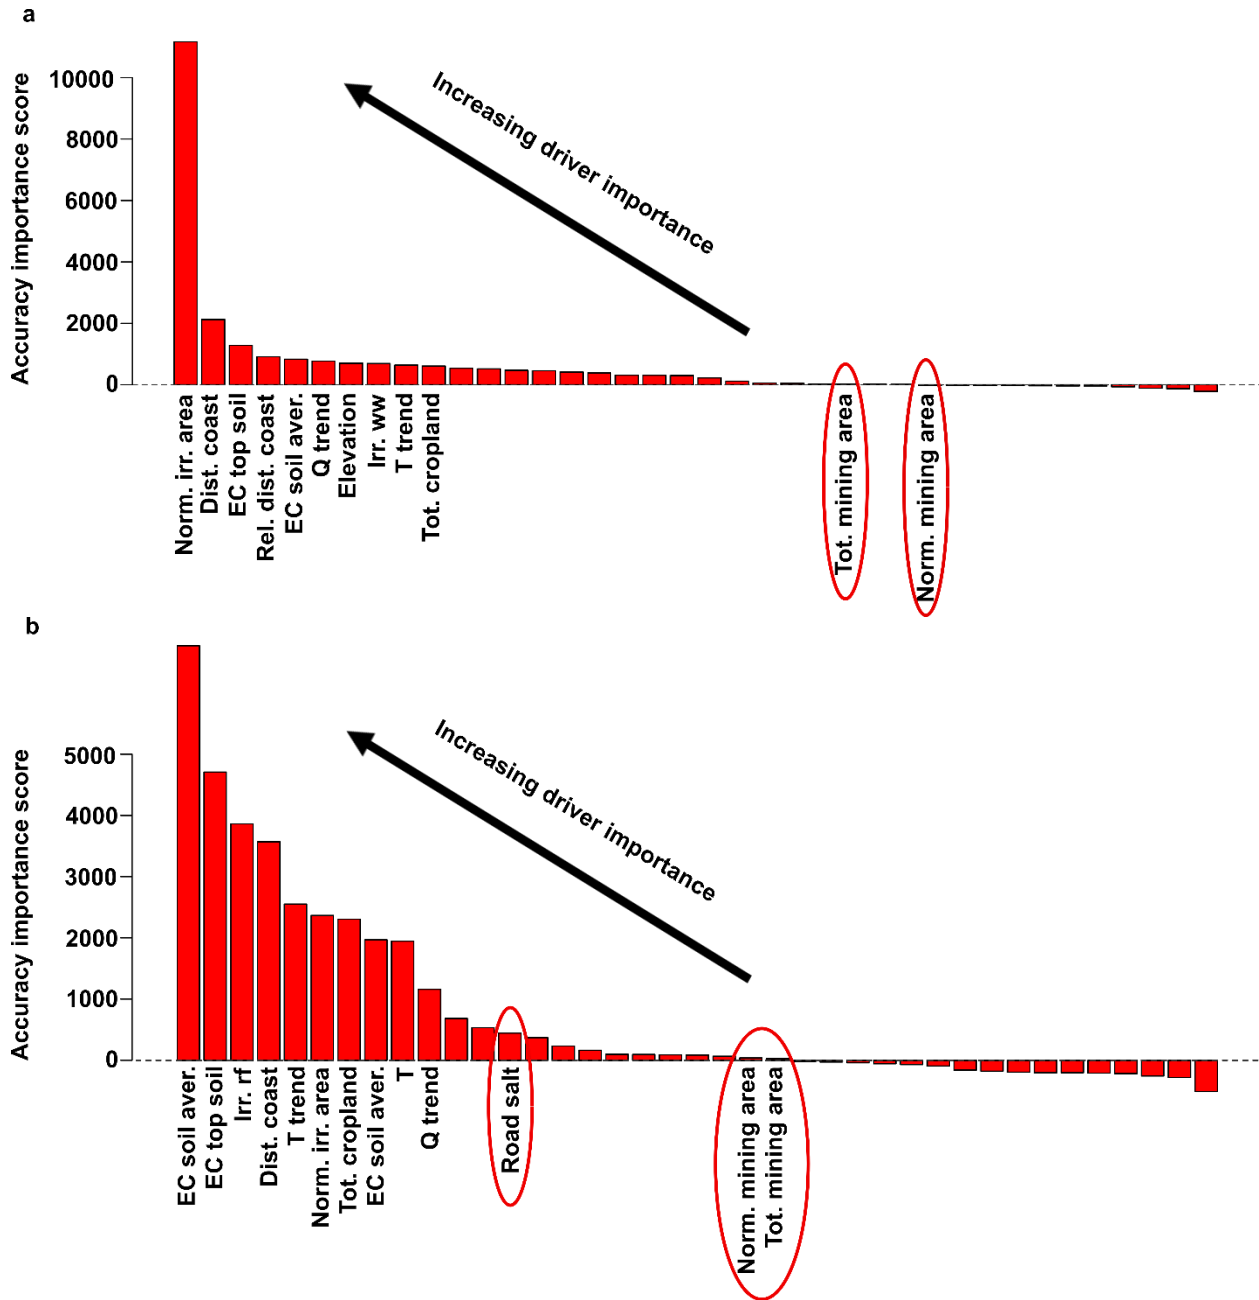 a
Accuracy importance score
10000
8000
6000
4000
2000
0
Increasing driver importance
Norm. irr. area
Dist. coast
EC top soil
Rel. dist. coast
EC soil aver.
Q trend
Elevation
Irr. ww
T trend
Tot. cropland
Tot. mining area
Norm. mining area
b
Accuracy importance score
5000
4000
3000
2000
1000
0
Increasing driver importance
EC soil aver.
EC top soil
Irr. rf
Dist. coast
T trend
Norm. irr. area
Tot. cropland
EC soil aver.
T
Q trend
Road salt
Norm. mining area
Tot. mining area